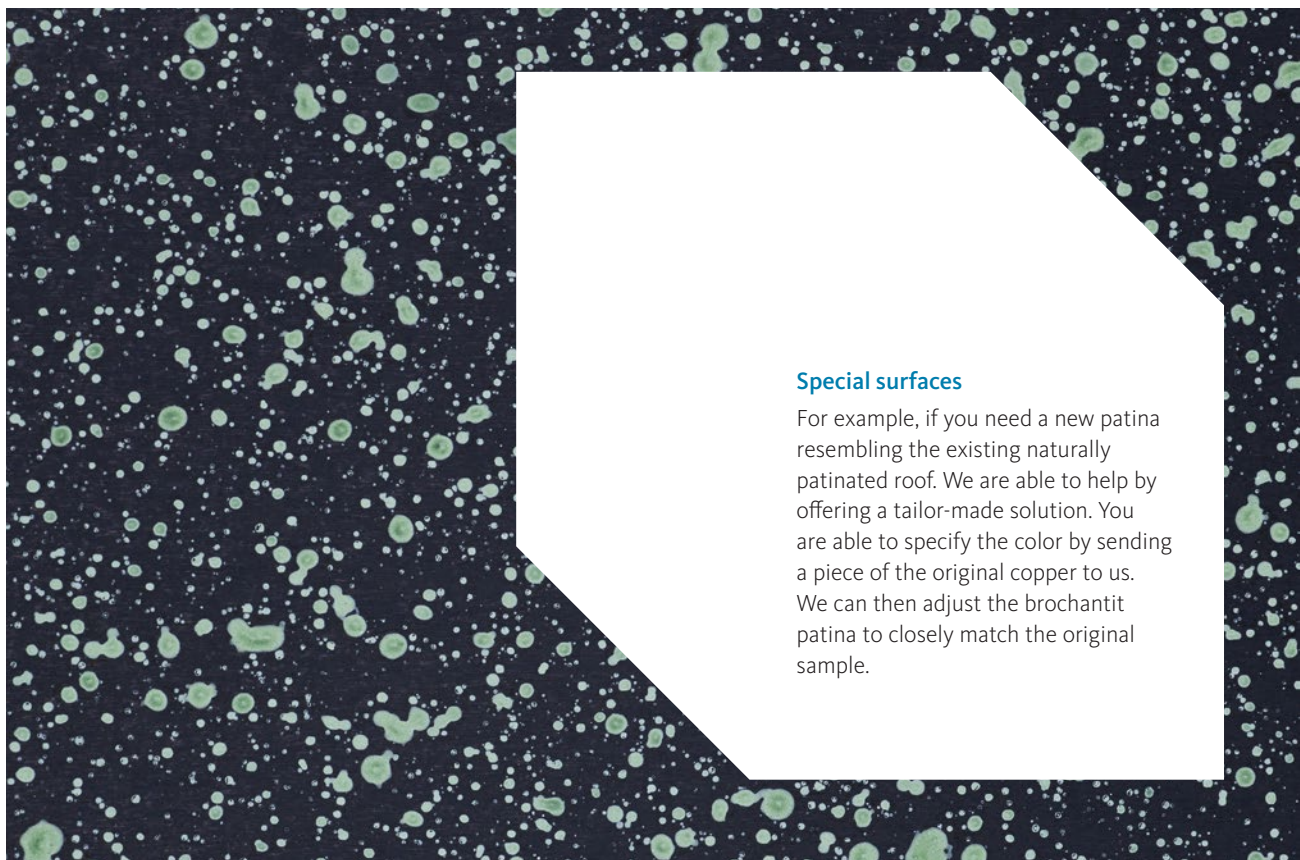 Special surfaces
For example, if you need a new patina
resembling the existing naturally
patinated roof. We are able to help by
offering a tailor-made solution. You
are able to specify the color by sending
a piece of the original copper to us.
We can then adjust the brochantit
patina to closely match the original
sample.